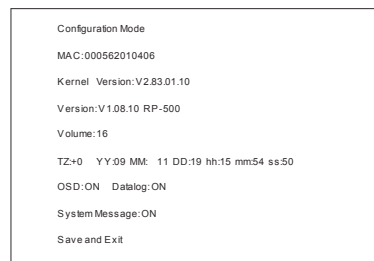 Configuration Mode
MAC:000562010406
Kernel Version:V2.83.01.10
Version:V1.08.10 RP-500
Volume:16
TZ:+0 YY:09 MM: 11 DD:19 hh:15 mm:54 ss:50
OSD:ON Datalog:ON
System Message:ON
Save and Exit